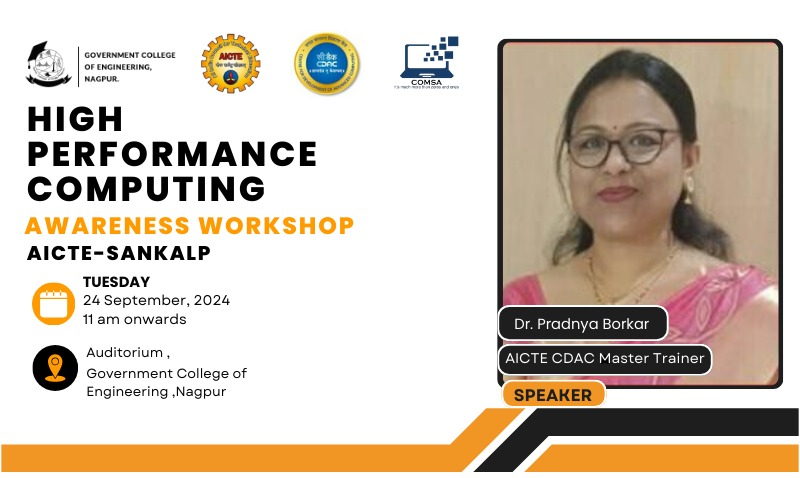 GOVERNMENT COLLEGE
OF ENGINEERING,
NAGPUR.
AICTE
सी डैक
CDAC
COMSA
HIGH
PERFORMANCE
COMPUTING
AWARENESS WORKSHOP
AICTE-SANKALP
TUESDAY
24 September, 2024
11 am onwards
Auditorium ,
Government College of
Engineering ,Nagpur
Dr. Pradnya Borkar
AICTE CDAC Master Trainer
SPEAKER